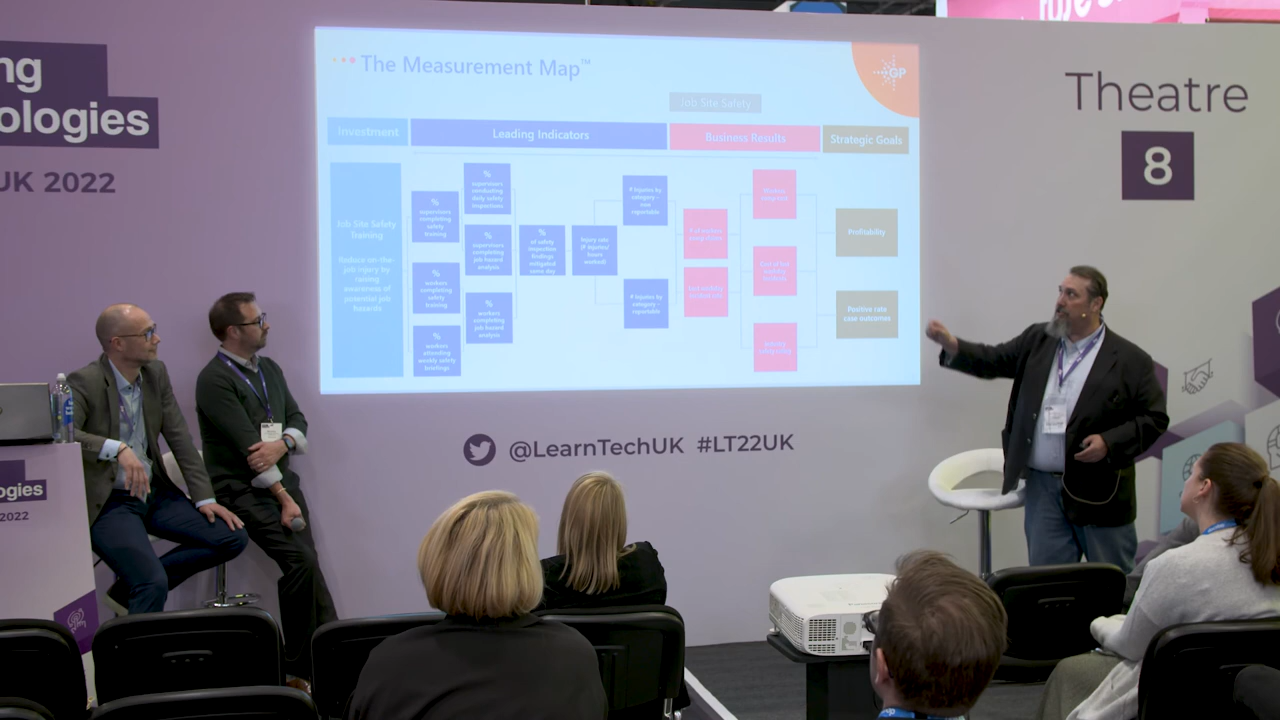 ng
ologies
UK 2022
The Measurement Map™
GP
Job Site Safety
Investment
Leading Indicators
Business Results
Strategic Goals
Job Site Safety
Training
Reduce on-the-
job injury by
raising
awareness of
potential job
hazards
%
supervisors
completing
safety
training
%
workers
completing
safety
training
%
workers
attending
weekly safety
briefings
%
supervisors
conducting
daily safety
inspections
%
supervisors
completing
job hazard
analysis
%
workers
completing
job hazard
analysis
%
of safety
inspection
findings
mitigated
same day
Injury rate
(# injuries/
hours
worked)
# injuries by
category -
non
reportable
# injuries by
category -
reportable
Profitability
Positive rate
case outcomes
Theatre
8
@LearnTechUK #LT22UK
ogies
2022